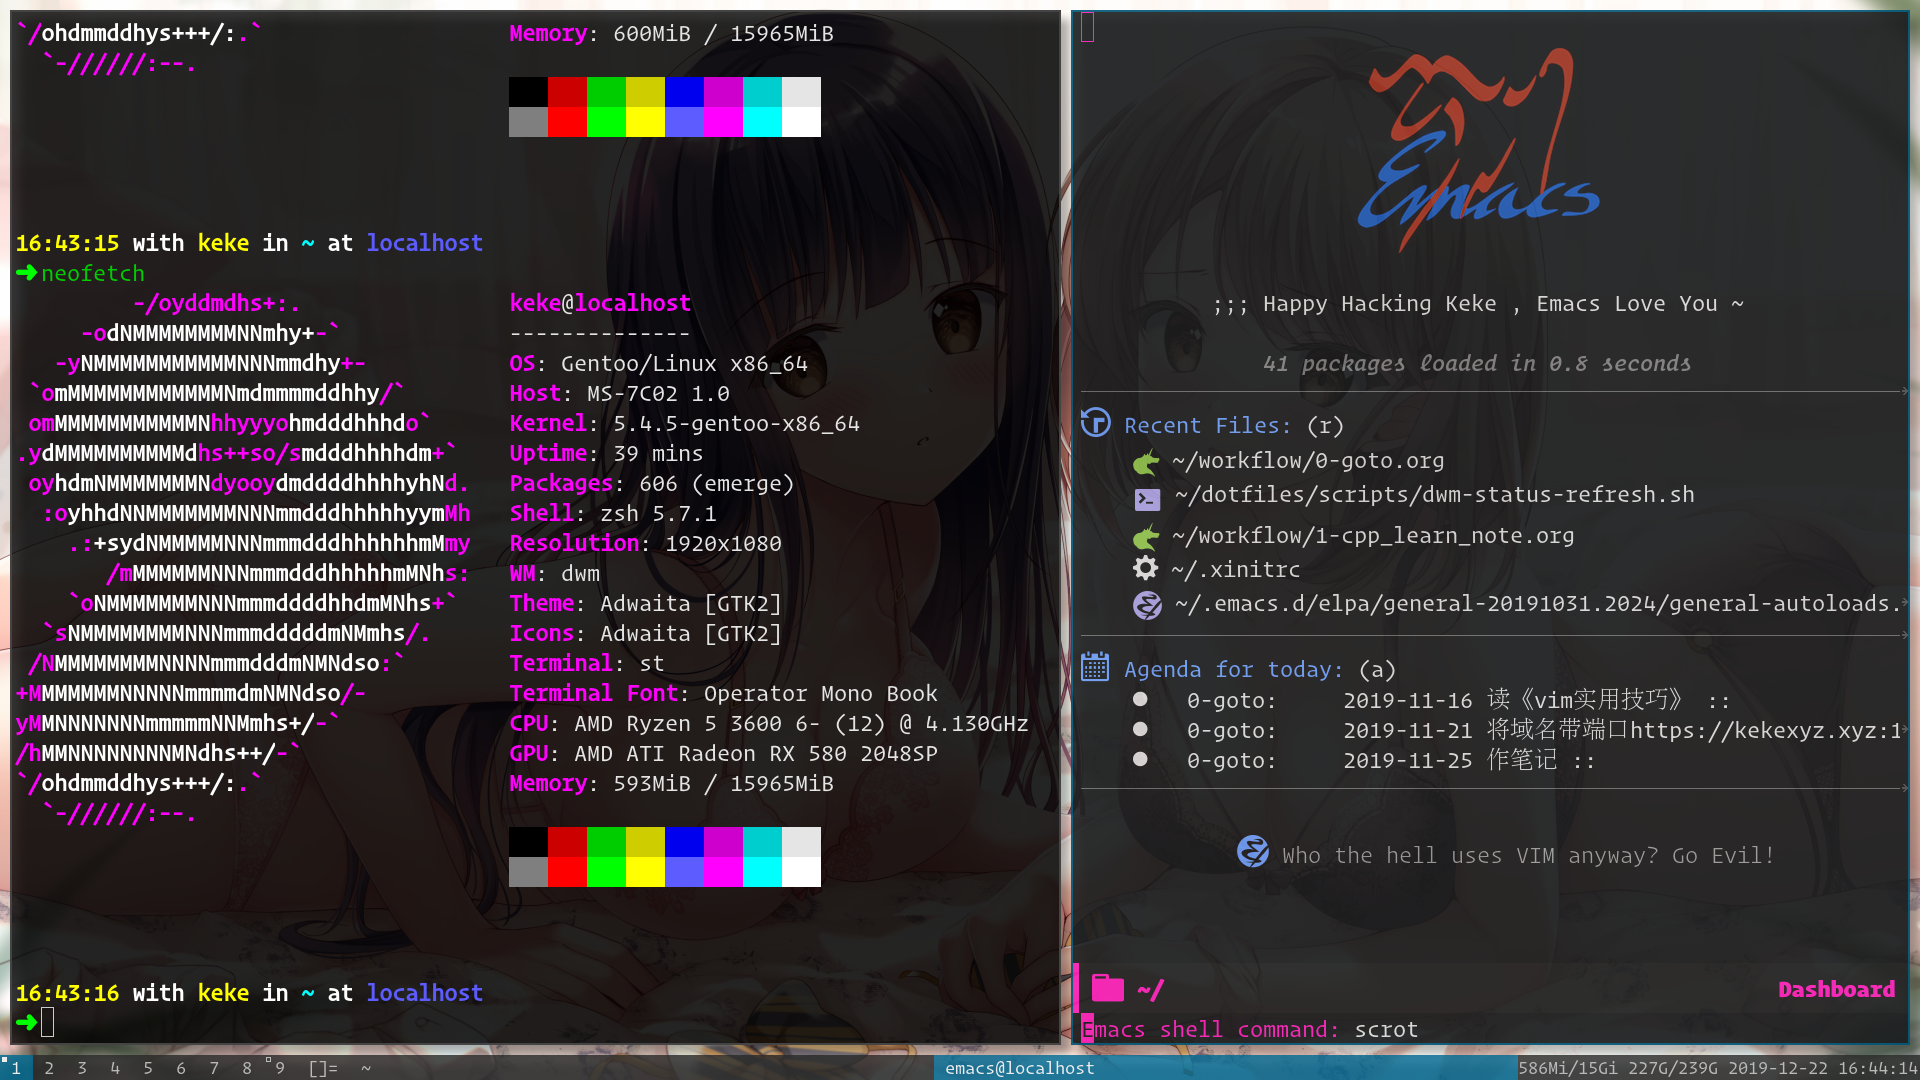 `/ohdmmddhys+++/:.` Memory: 600MiB / 15965MiB
`-//////:--.
16:43:15 with keke in ~ at localhost
➜ neofetch
-/oyddmdhs+:. keke@localhost
-odNMMMMMMMMNNmhy+-` --------------
-yNMMMMMMMMMMMNNNmmdhy+- OS: Gentoo/Linux x86_64
`omMMMMMMMMMMMMNmdmmmmddhhy/` Host: MS-7C02 1.0
omMMMMMMMMMMMNhhyyyohmdddhhhdo` Kernel: 5.4.5-gentoo-x86_64
.ydMMMMMMMMMMdhs++so/smdddhhhhdm+` Uptime: 39 mins
oyhdmNMMMMMMMNdyooydmddddhhhhyhNd. Packages: 606 (emerge)
:oyhhdNNMMMMMMMNNNmmdddhhhhhyymMh Shell: zsh 5.7.1
.:+sydNMMMMMNNNmmmdddhhhhhhmMmy Resolution: 1920x1080
/mMMMMMMNNNmmmdddhhhhhmMNhs: WM: dwm
`oNMMMMMMMNNNmmmddddhhdmMNhs+` Theme: Adwaita [GTK2]
`sNMMMMMMMMNNNmmmdddddmNMmhs/. Icons: Adwaita [GTK2]
/NMMMMMMMMNNNNmmmdddmNMNdso:` Terminal: st
+MMMMMMMNNNNNmmmmdmNMNdso/- Terminal Font: Operator Mono Book
yMMNNNNNNNmmmmmNNMmhs+/-` CPU: AMD Ryzen 5 3600 6- (12) @ 4.130GHz
/hMMNNNNNNNNMNdhs++/-` GPU: AMD ATI Radeon RX 580 2048SP
`/ohdmmddhys+++/:.` Memory: 593MiB / 15965MiB
`-//////:--.
16:43:16 with keke in ~ at localhost
➜
Emacs
;;; Happy Hacking Keke , Emacs Love You ~
41 packages loaded in 0.8 seconds
Recent Files: (r)
~/workflow/0-goto.org
~/dotfiles/scripts/dwm-status-refresh.sh
~/workflow/1-cpp_learn_note.org
~/.xinitrc
~/.emacs.d/elpa/general-20191031.2024/general-autoloads.
Agenda for today: (a)
● 0-goto: 2019-11-16 读《vim实用技巧》 ::
● 0-goto: 2019-11-21 将域名带端口https://kekexyz.xyz:1
● 0-goto: 2019-11-25 作笔记 ::
Who the hell uses VIM anyway? Go Evil!
~/ Dashboard
Emacs shell command: scrot
1 2 3 4 5 6 7 8 9 []= ~ emacs@localhost 586Mi/15Gi 227G/239G 2019-12-22 16:44:14